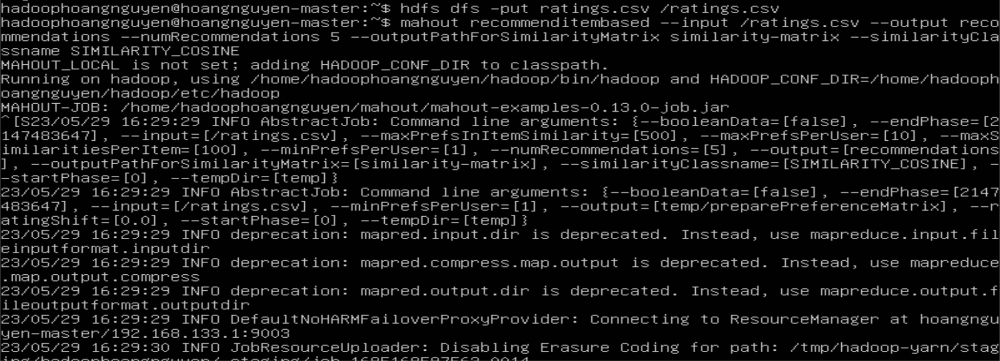 hadoophoangnguyen@hoangnguyen-master:~$ hdfs dfs -put ratings.csv /ratings.csv
hadoophoangnguyen@hoangnguyen-master:~$ mahout recommenditembased --input /ratings.csv --output reco
mmendations --numRecommendations 5 --outputPathForSimilarityMatrix similarity-matrix --similarityCla
ssname SIMILARITY_COSINE
MAHOUT_LOCAL is not set; adding HADOOP_CONF_DIR to classpath.
Running on hadoop, using /home/hadoophoangnguyen/hadoop/bin/hadoop and HADOOP_CONF_DIR=/home/hadooph
oangnguyen/hadoop/etc/hadoop
MAHOUT-JOB: /home/hadoophoangnguyen/mahout/mahout-examples-0.13.0-job.jar
^[S23/05/29 16:29:29 INFO AbstractJob: Command line arguments: {--booleanData=[false], --endPhase=[2
147483647], --input=[/ratings.csv], --maxPrefsInItemSimilarity=[500], --maxPrefsPerUser=[10], --maxS
imilaritiesPerItem=[100], --minPrefsPerUser=[1], --numRecommendations=[5], --output=[recommendations
], --outputPathForSimilarityMatrix=[similarity-matrix], --similarityClassname=[SIMILARITY_COSINE], -
-startPhase=[0], --tempDir=[temp]}
23/05/29 16:29:29 INFO AbstractJob: Command line arguments: {--booleanData=[false], --endPhase=[2147
483647], --input=[/ratings.csv], --minPrefsPerUser=[1], --output=[temp/preparePreferenceMatrix], --r
atingShift=[0.0], --startPhase=[0], --tempDir=[temp]}
23/05/29 16:29:29 INFO deprecation: mapred.input.dir is deprecated. Instead, use mapreduce.input.fil
einputformat.inputdir
23/05/29 16:29:29 INFO deprecation: mapred.compress.map.output is deprecated. Instead, use mapreduce
.map.output.compress
23/05/29 16:29:29 INFO deprecation: mapred.output.dir is deprecated. Instead, use mapreduce.output.f
ileoutputformat.outputdir
23/05/29 16:29:29 INFO DefaultNoHARMFailoverProxyProvider: Connecting to ResourceManager at hoangngu
yen-master/192.168.133.1:9003
23/05/29 16:29:30 INFO JobResourceUploader: Disabling Erasure Coding for path: /tmp/hadoop-yarn/stag